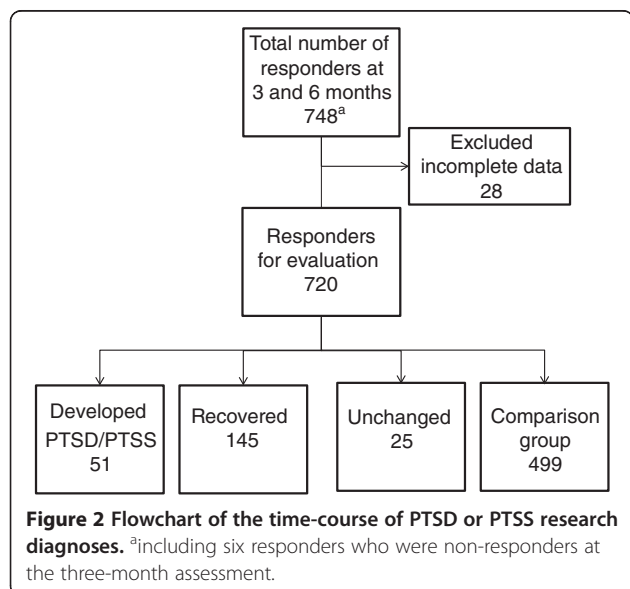 Total number of
responders at
3 and 6 months
748a
Excluded
incomplete data
28
Responders
for evaluation
720
Developed
PTSD/PTSS
51
Recovered
145
Unchanged
25
Comparison
group
499
Figure 2 Flowchart of the time-course of PTSD or PTSS research
diagnoses. aincluding six responders who were non-responders at
the three-month assessment.